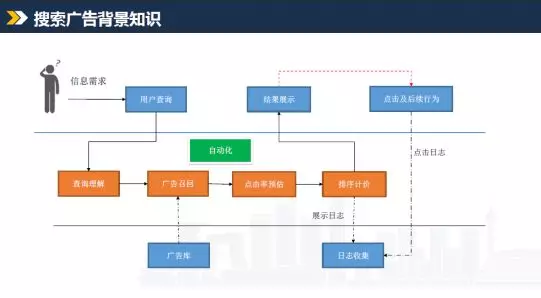 搜索广告背景知识
?
信息需求
用户查询
结果展示
点击及后续行为
自动化
点击日志
查询理解
广告召回
点击率预估
排序计价
展示日志
广告库
日志收集